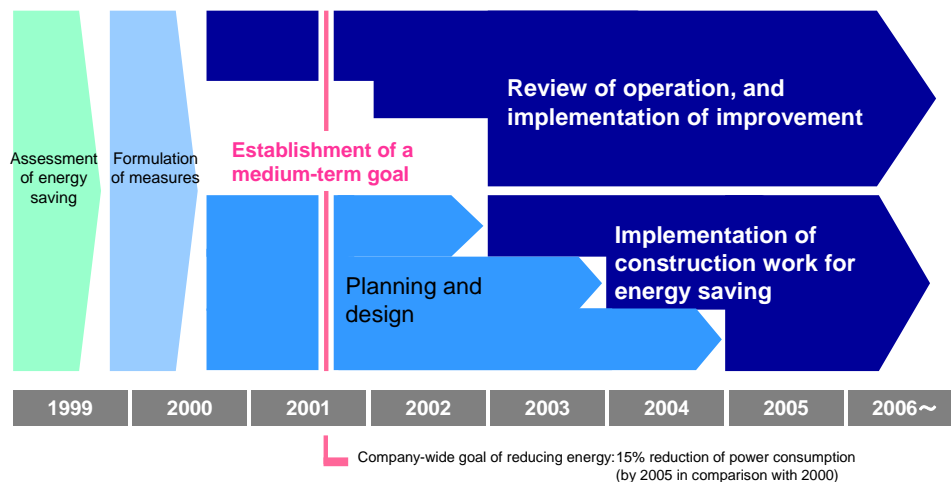 Review of operation, and
implementation of improvement
Assessment
of energy
saving
Formulation
of measures
Establishment of a
medium-term goal
Implementation of
construction work for
energy saving
Planning and
design
1999
2000
2001
2002
2003
2004
2005
2006～
Company-wide goal of reducing energy:15% reduction of power consumption
(by 2005 in comparison with 2000)